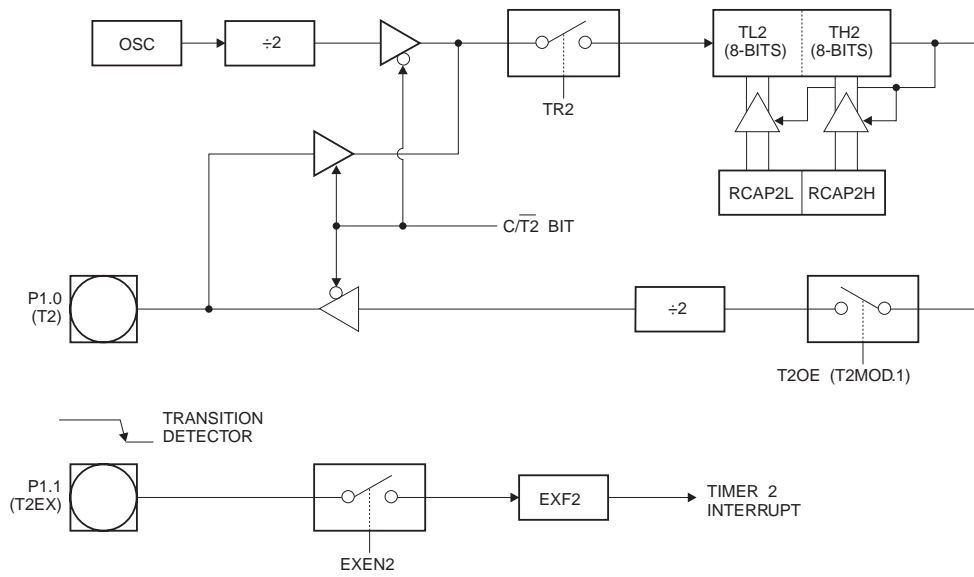 OSC
÷2
TR2
TL2
(8-BITS)
TH2
(8-BITS)
RCAP2L
RCAP2H
C/T2 BIT
P1.0
(T2)
÷2
T2OE (T2MOD.1)
TRANSITION
DETECTOR
P1.1
(T2EX)
EXEN2
EXF2
TIMER 2
INTERRUPT